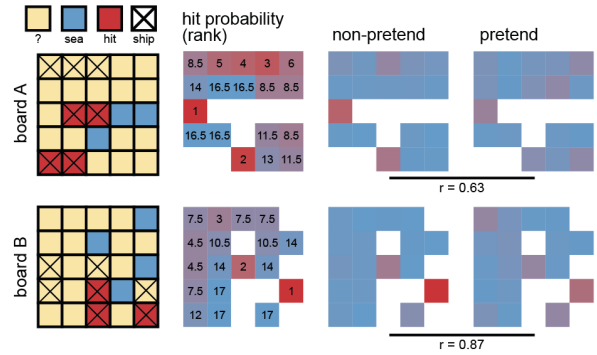 ? sea hit ship
hit probability
(rank)
non-pretend
pretend
board A
8.5 5 4 3 6
14 16.5 16.5 8.5 8.5
1
16.5 16.5 11.5 8.5
2 13 11.5
r = 0.63
board B
7.5 3 7.5 7.5
4.5 10.5 10.5 14
4.5 14 2 14
7.5 17 1
12 17 17
r = 0.87